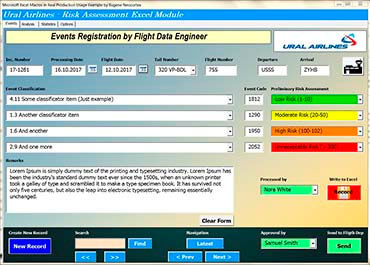 Microsoft Excel Macros in Real Production Usage Example by Eugene Rescourtes
Ural Airlines Risk Assessment Excel Module
Events Analysis Statistics Options
Events Registration by Flight Data Engineer
URAL AIRLINES
Inc. Number Processing Date Flight Date Tail Number Flight Number Departure Arrival
17-1261 16.10.2017 12.10.2017 320 VP-BDL 755 USSS ZYHB
Event Classification Event Code Preliminary Risk Assessment
4.11 Some classificator item (Just example) 1812 Low Risk (1-10)
1.3 Another classificator item 1290 Moderate Risk (20-50)
1.6 And another 1950 High Risk (100-102)
2.9 And one more 2052
Remarks
Lorem Ipsum is simply dummy text of the printing and typesetting industry. Lorem Ipsum has
been the industry's standard dummy text ever since the 1500s, when an unknown printer
took a galley of type and scrambled it to make a type specimen book. It has survived not
only five centuries, but also the leap into electronic typesetting, remaining essentially
unchanged.
Processed by Write to Excel
Nora White Record
Clear Form
Create New Record Search Navigation Approved by Send to Fligth Dep
New Record Find Latest Samuel Smith Send
<< >> < Prev Next >